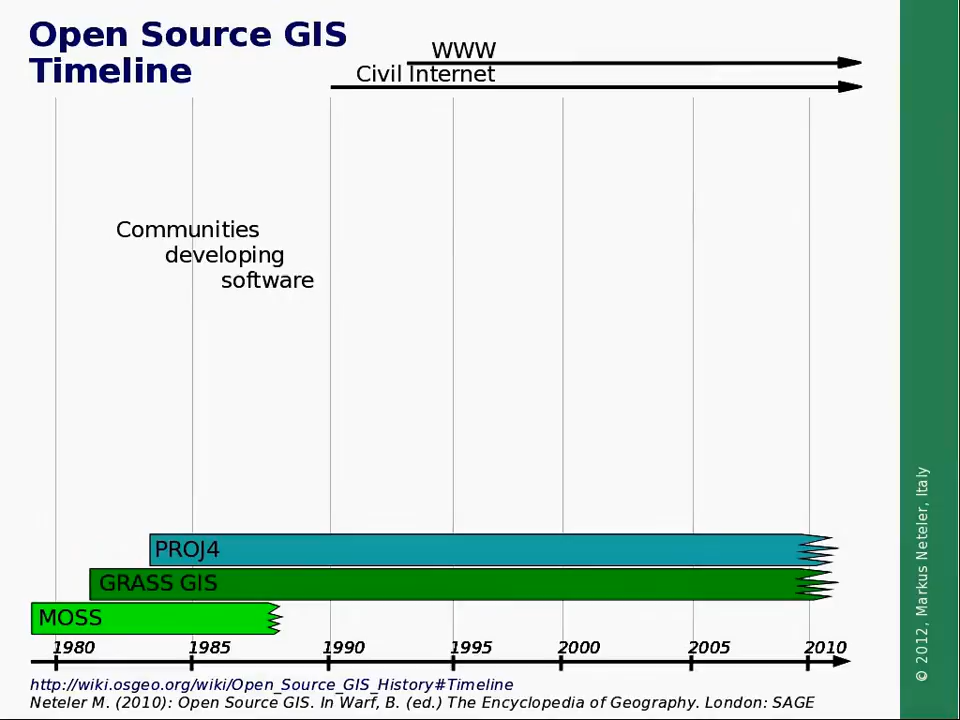 Open Source GIS
Timeline
WWW
Civil Internet
Communities
developing
software
PROJ4
GRASS GIS
MOSS
1980 1985 1990 1995 2000 2005 2010
http://wiki.osgeo.org/wiki/Open_Source_GIS_History#Timeline
Neteler M. (2010): Open Source GIS. In Warf, B. (ed.) The Encyclopedia of Geography. London: SAGE
© 2012, Markus Neteler, Italy